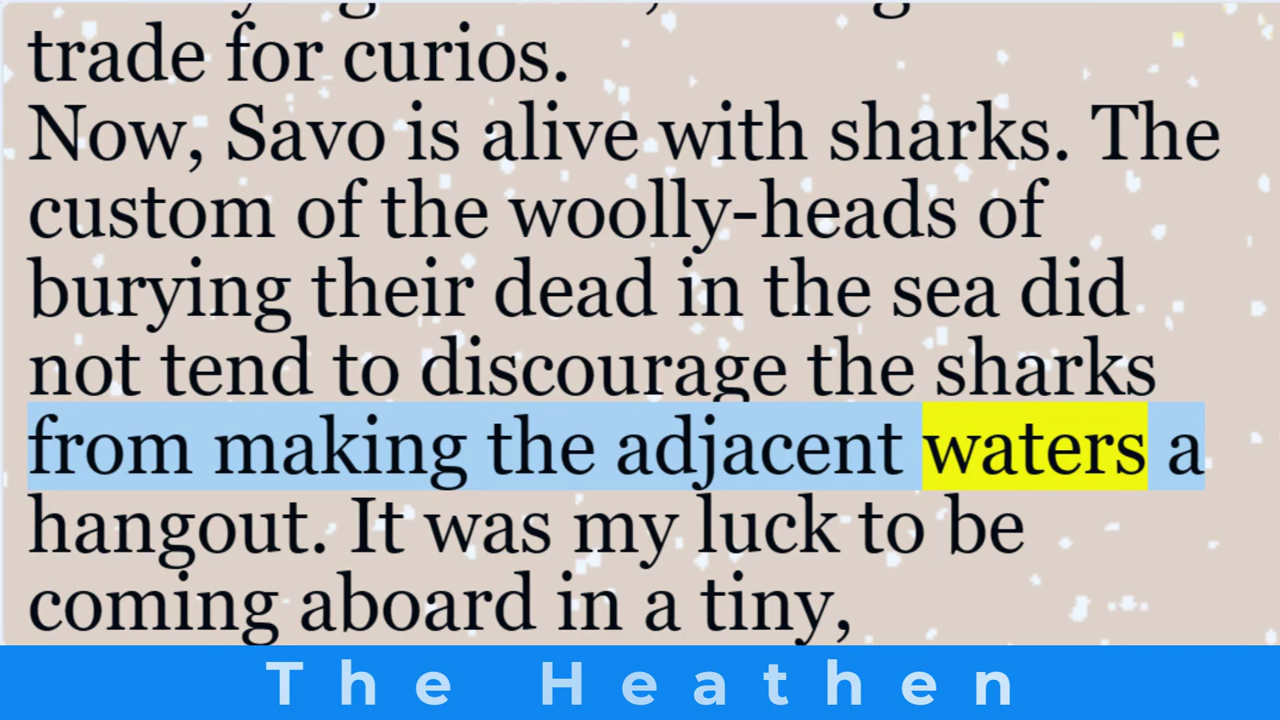 trade for curios.
Now, Savo is alive with sharks. The
custom of the woolly-heads of
burying their dead in the sea did
not tend to discourage the sharks
from making the adjacent waters a
hangout. It was my luck to be
coming aboard in a tiny,
The Heathen